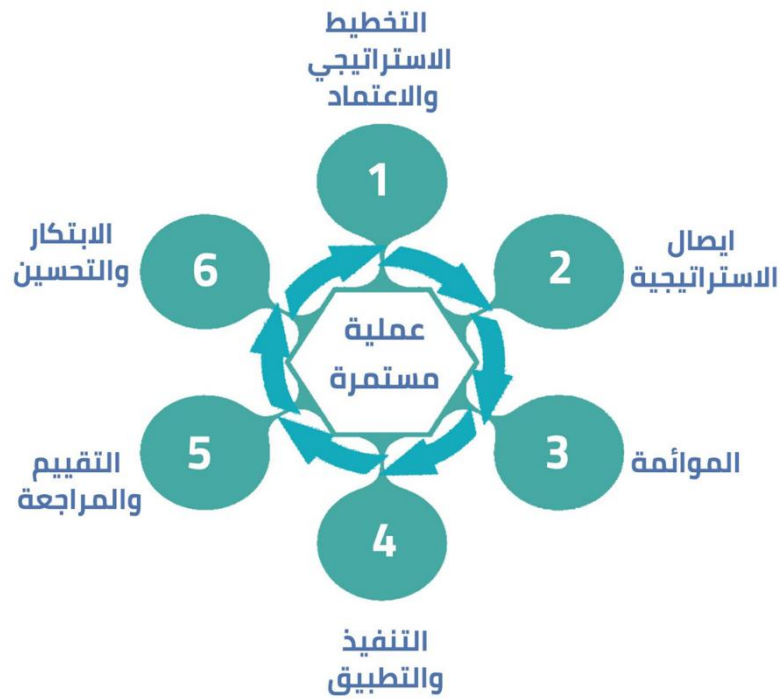 التخطيط
الاستراتيجي
والاعتماد
1
ايصال
الاستراتيجية
2
الموائمة
3
التنفيذ
والتطبيق
4
التقييم
والمراجعة
5
الابتكار
والتحسين
6
عملية
مستمرة